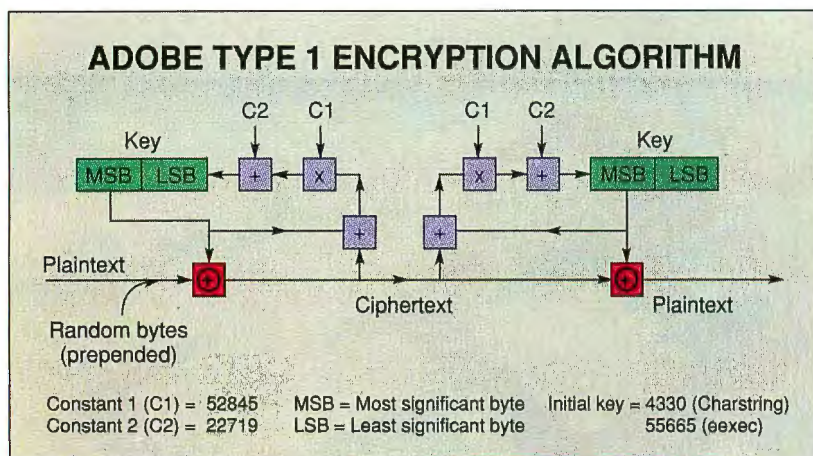 ADOBE TYPE 1 ENCRYPTION ALGORITHM
C2 C1 C1 C2
Key Key
MSB LSB + x x + MSB LSB
+ +
Plaintext + Ciphertext + Plaintext
Random bytes
(prepended)
Constant 1 (C1) = 52845 MSB = Most significant byte Initial key = 4330 (Charstring)
Constant 2 (C2) = 22719 LSB = Least significant byte 55665 (eexec)